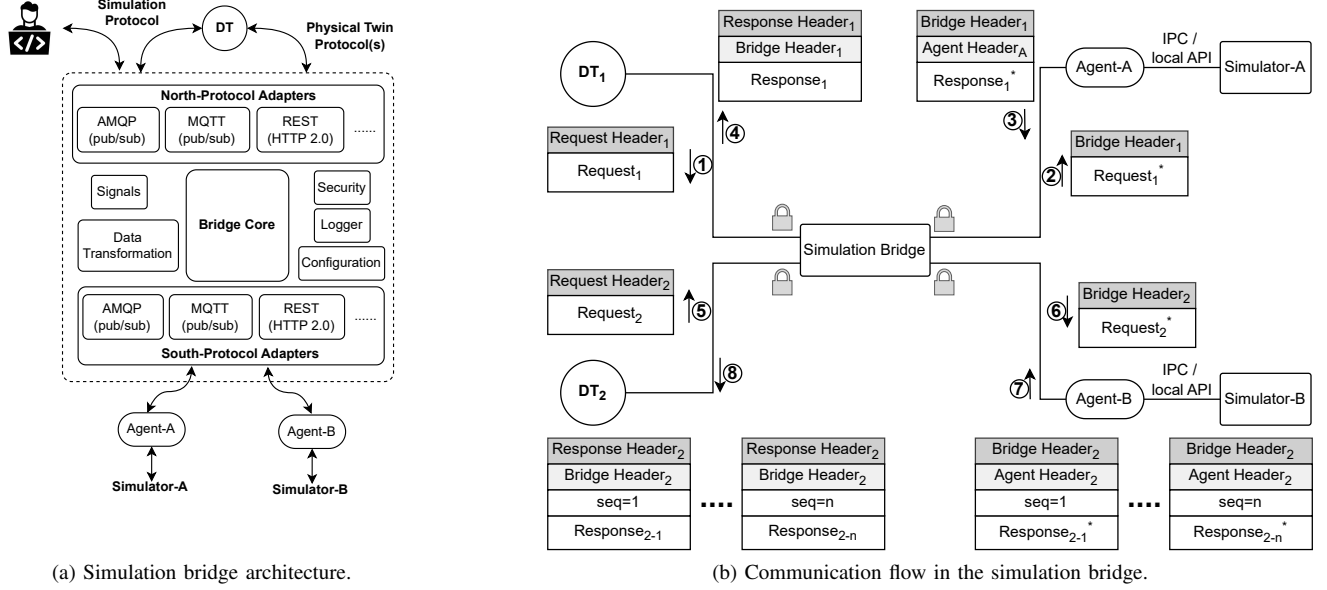 Simulation
Protocol
DT
Physical Twin
Protocol(s)
</>
North-Protocol Adapters
AMQP
(pub/sub)
MQTT
(pub/sub)
REST
(HTTP 2.0)
......
Signals
Data
Transformation
Bridge Core
Security
Logger
Configuration
AMQP
(pub/sub)
MQTT
(pub/sub)
REST
(HTTP 2.0)
......
South-Protocol Adapters
Agent-A
Agent-B
Simulator-A
Simulator-B
(a) Simulation bridge architecture.
DT1
Response Header1
Bridge Header1
Response1
④
Request Header1
Request1
①
Bridge Header1
Agent HeaderA
Response1*
③
Agent-A
IPC /
local API
Simulator-A
②
Bridge Header1
Request1*
Simulation Bridge
Request Header2
Request2
⑤
⑥
Bridge Header2
Request2*
DT2
⑧
⑦
Agent-B
IPC /
local API
Simulator-B
Response Header2
Bridge Header2
seq=1
Response2-1
....
Response Header2
Bridge Header2
seq=n
Response2-n
Bridge Header2
Agent Header2
seq=1
Response2-1*
....
Bridge Header2
Agent Header2
seq=n
Response2-n*
(b) Communication flow in the simulation bridge.